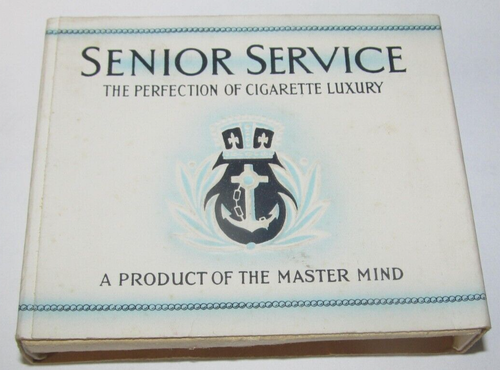 SENIOR SERVICE
THE PERFECTION OF CIGARETTE LUXURY
A PRODUCT OF THE MASTER MIND